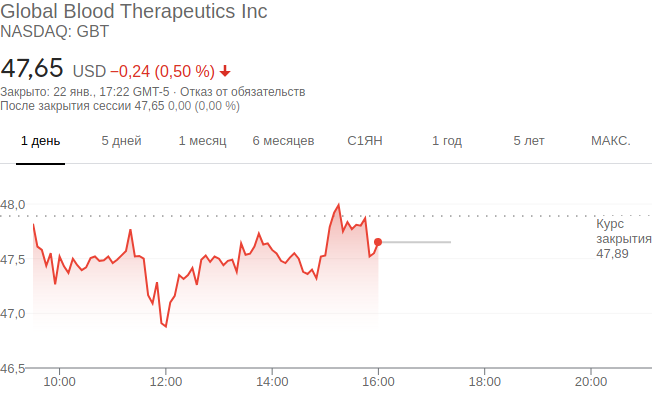 Global Blood Therapeutics Inc
NASDAQ: GBT
47,65 USD −0,24 (0,50 %)
Закрыто: 22 янв., 17:22 GMT-5 · Отказ от обязательств
После закрытия сессии 47,65 0,00 (0,00 %)
1 день 5 дней 1 месяц 6 месяцев С1ЯН 1 год 5 лет МАКС.
48,0
Курс
закрытия
47,89
47,5
47,0
46,5
10:00 12:00 14:00 16:00 18:00 20:00